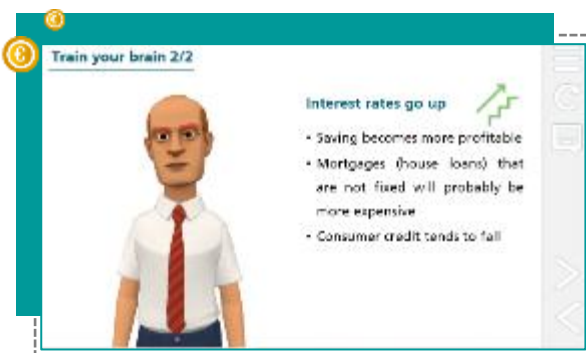 Train your brain 2/2
Interest rates go up
• Saving becomes more profitable
• Mortgages (house loans) that
are not fixed will probably be
more expensive
• Consumer credit tends to fall